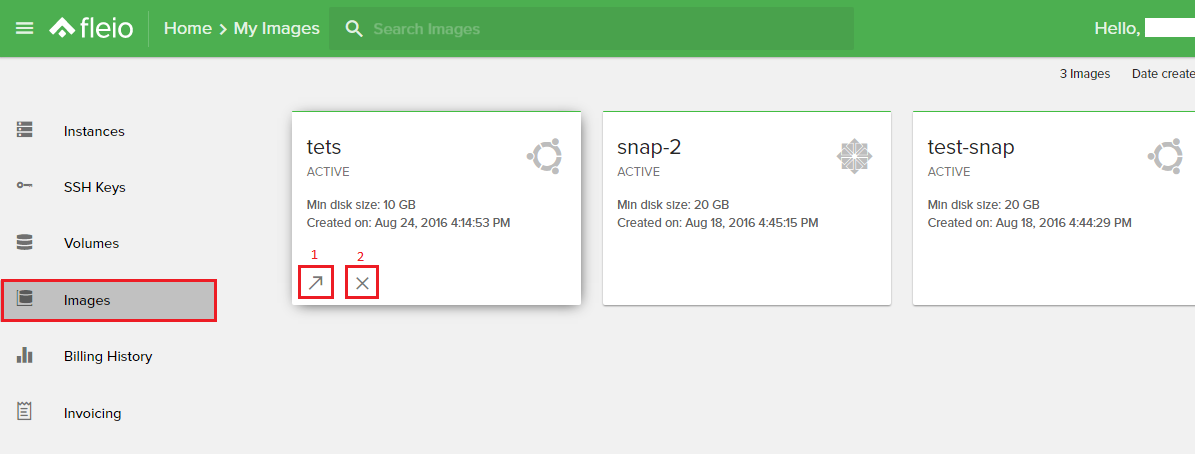 fleio
Home > My Images
Search Images
Hello,
3 Images
Date create
Instances
SSH Keys
Volumes
Images
Billing History
Invoicing
tets
ACTIVE
Min disk size: 10 GB
Created on: Aug 24, 2016 4:14:53 PM
1
2
snap-2
ACTIVE
Min disk size: 20 GB
Created on: Aug 18, 2016 4:45:15 PM
test-snap
ACTIVE
Min disk size: 20 GB
Created on: Aug 18, 2016 4:44:29 PM